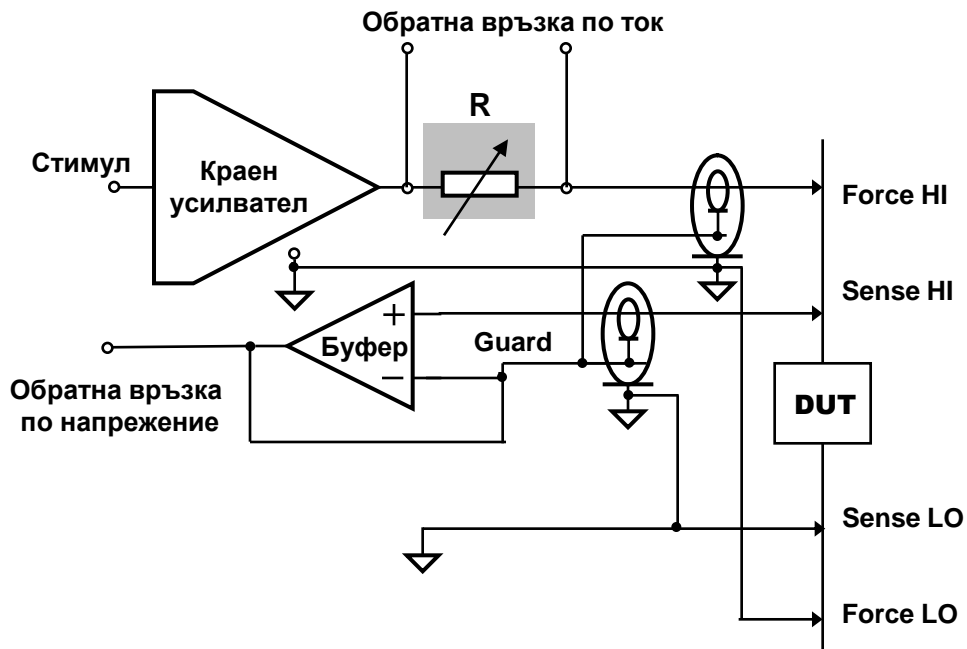 Обратна връзка по ток
R
Стимул
Краен
усилвател
Force HI
Sense HI
+
Буфер
Guard
−
Обратна връзка
по напрежение
DUT
Sense LO
Force LO